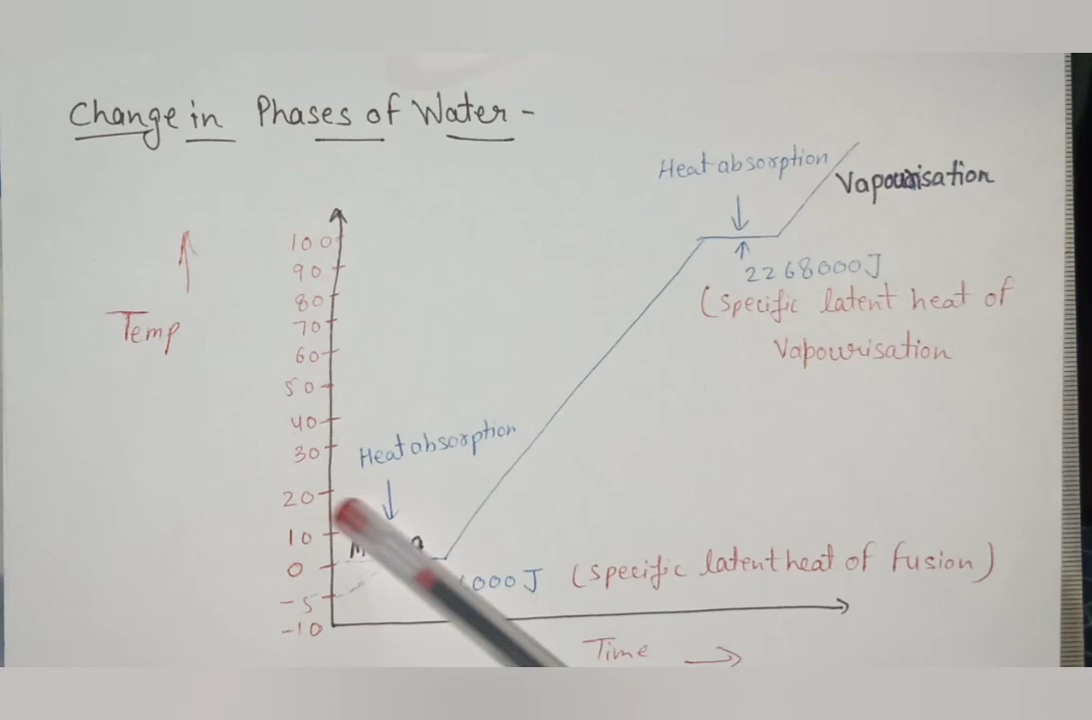 Change in Phases of Water -
Heat absorption
Vapourisation
100
90
80
70
60
50
40
30
20
10
0
-5
-10
Temp
2268000J
(Specific latent heat of
Vapourisation
Heat absorption
000J (specific latent heat of fusion)
Time